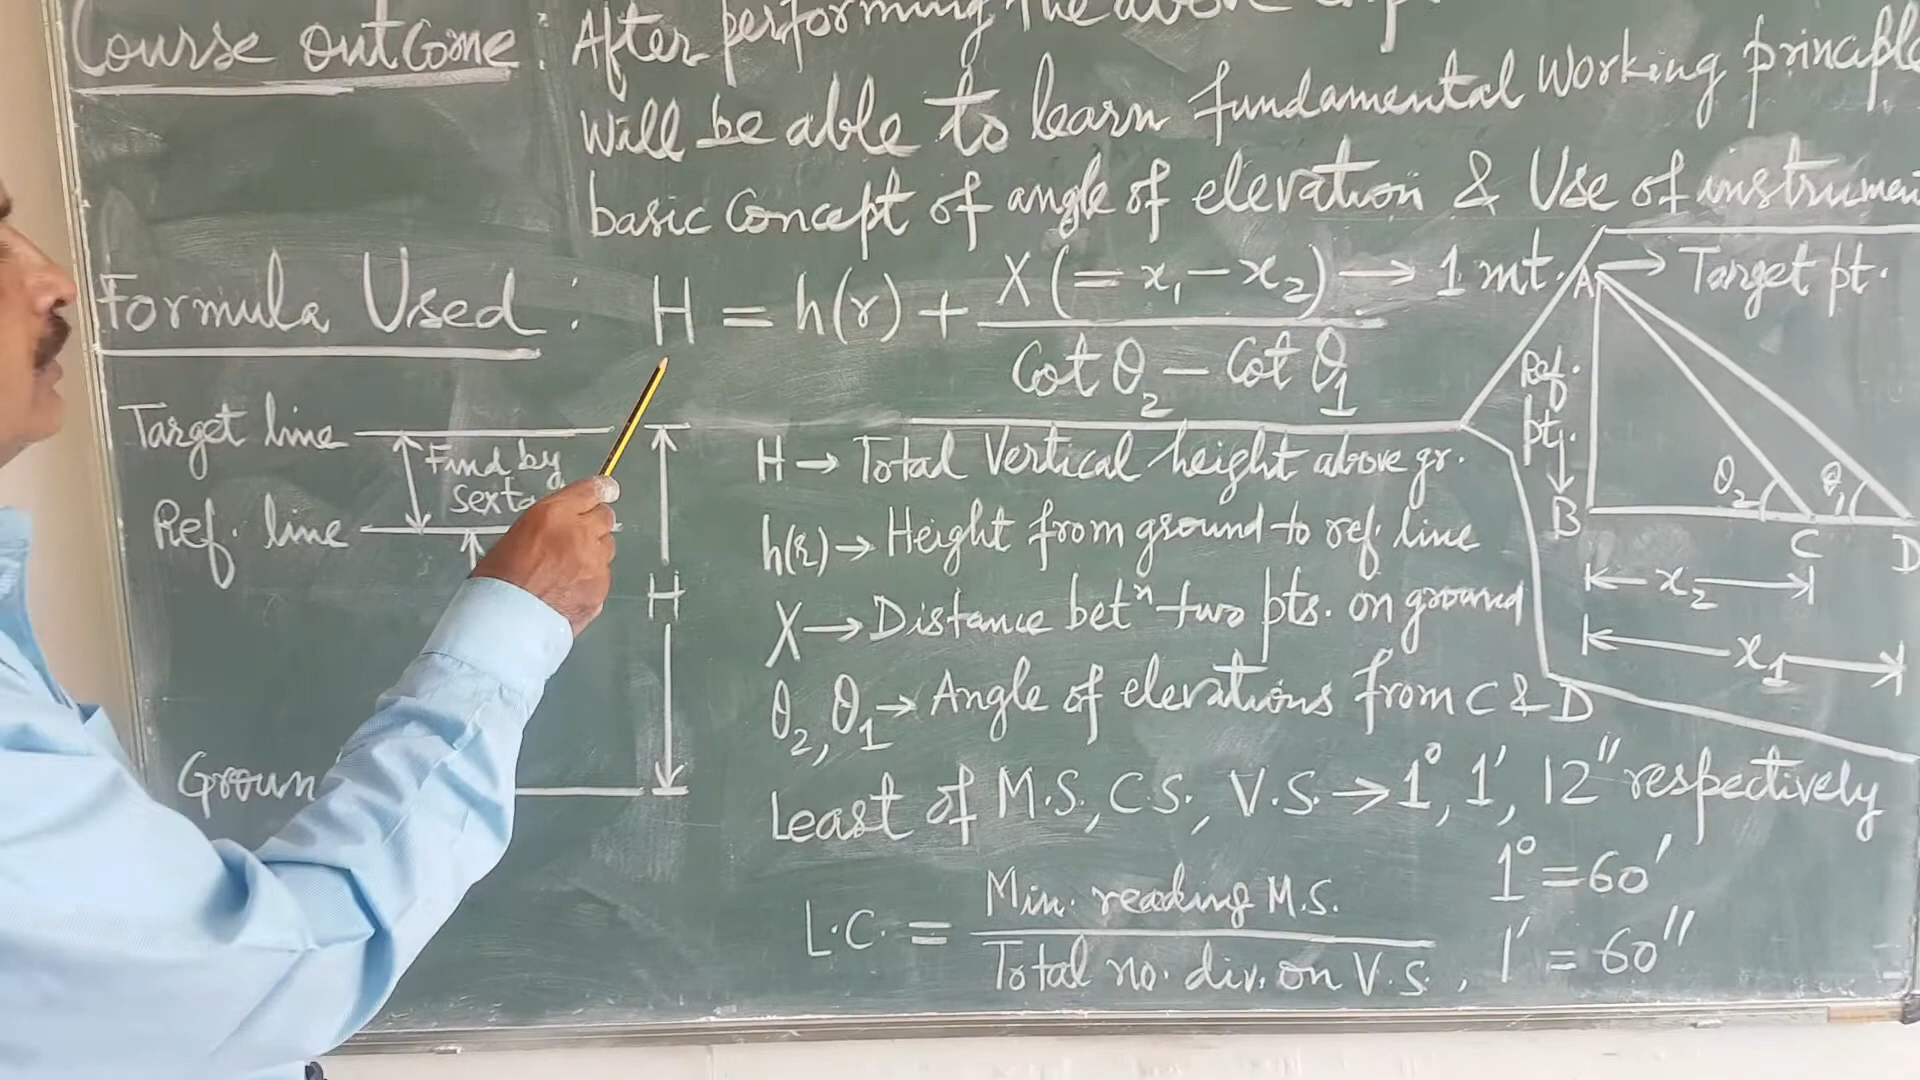 Course outcome : After performing the above
will be able to learn fundamental working principle
basic concept of angle of elevation & Use of instrument
Formula Used : H = h(r) + X (= x₁ - x₂) → 1 mt.
Cot θ₂ - Cot θ₁
A → Target pt.
Ref.
pt.
B
θ₂
θ₁
C
D
x₂
x₁
Target line
Find by
Ref. line
H
H → Total Vertical height above gr.
h(r) → Height from ground to ref. line
X → Distance betⁿ two pts. on ground
θ₂, θ₁ → Angle of elevations from C & D
Least of M.S., C.S., V.S. → 1°, 1', 12" respectively
1° = 60'
L.C. = Min. reading M.S.
Total no. div. on V.S. , 1' = 60"